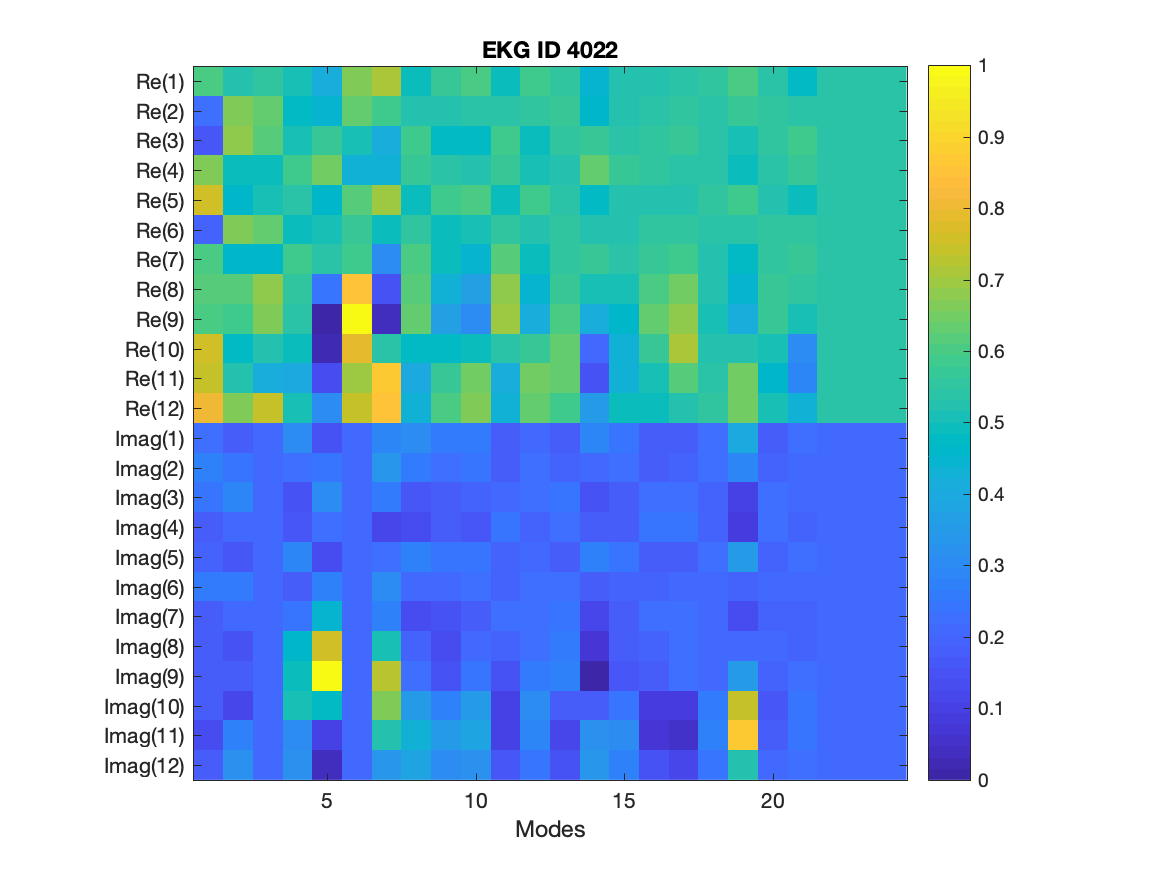 EKG ID 4022
Re(1)
Re(2)
Re(3)
Re(4)
Re(5)
Re(6)
Re(7)
Re(8)
Re(9)
Re(10)
Re(11)
Re(12)
Imag(1)
Imag(2)
Imag(3)
Imag(4)
Imag(5)
Imag(6)
Imag(7)
Imag(8)
Imag(9)
Imag(10)
Imag(11)
Imag(12)
5 10 15 20
Modes
1
0.9
0.8
0.7
0.6
0.5
0.4
0.3
0.2
0.1
0